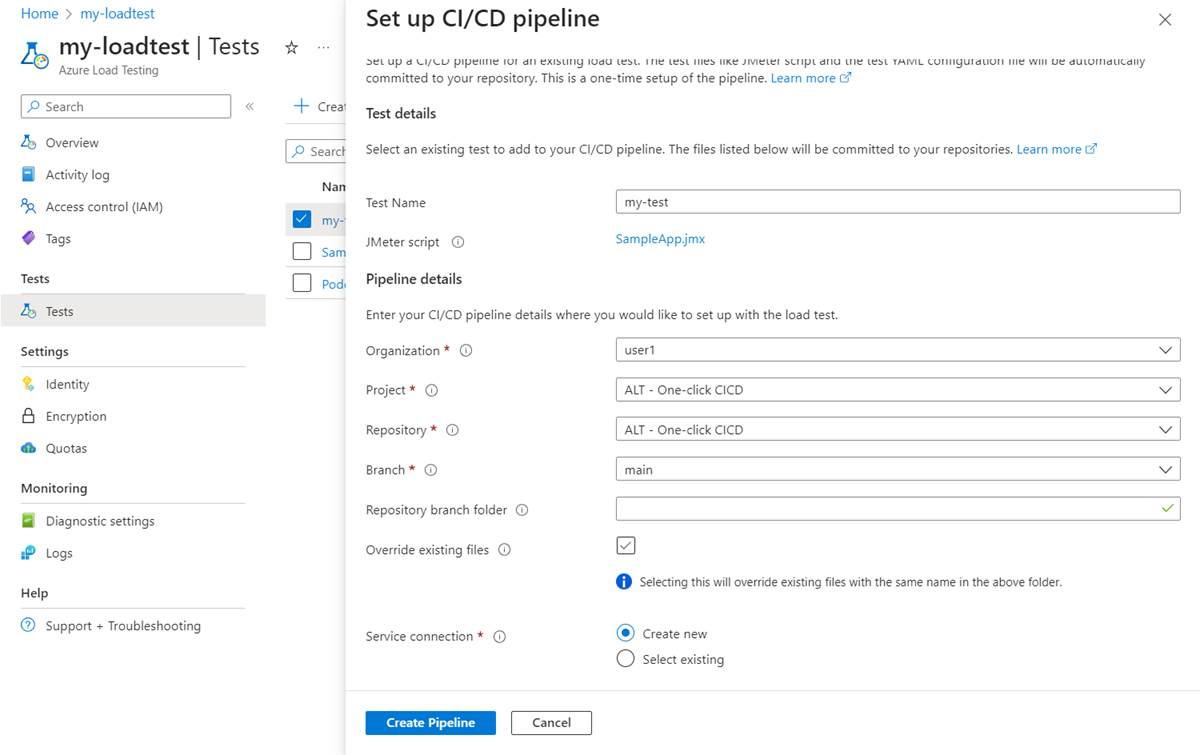 Home > my-loadtest
my-loadtest | Tests
Azure Load Testing
Search
Overview
Activity log
Access control (IAM)
Tags
Tests
Tests
Settings
Identity
Encryption
Quotas
Monitoring
Diagnostic settings
Logs
Help
Support + Troubleshooting
+ Creat
Search
Nam
my-t
Sam
Pode
Set up CI/CD pipeline
Set up a CI/CD pipeline for an existing load test. The test files like JMeter script and the test YAML configuration file will be automatically
committed to your repository. This is a one-time setup of the pipeline. Learn more
Test details
Select an existing test to add to your CI/CD pipeline. The files listed below will be committed to your repositories. Learn more
Test Name my-test
JMeter script SampleApp.jmx
Pipeline details
Enter your CI/CD pipeline details where you would like to set up with the load test.
Organization * user1
Project * ALT - One-click CICD
Repository * ALT - One-click CICD
Branch * main
Repository branch folder
Override existing files
Selecting this will override existing files with the same name in the above folder.
Service connection * Create new
Select existing
Create Pipeline Cancel